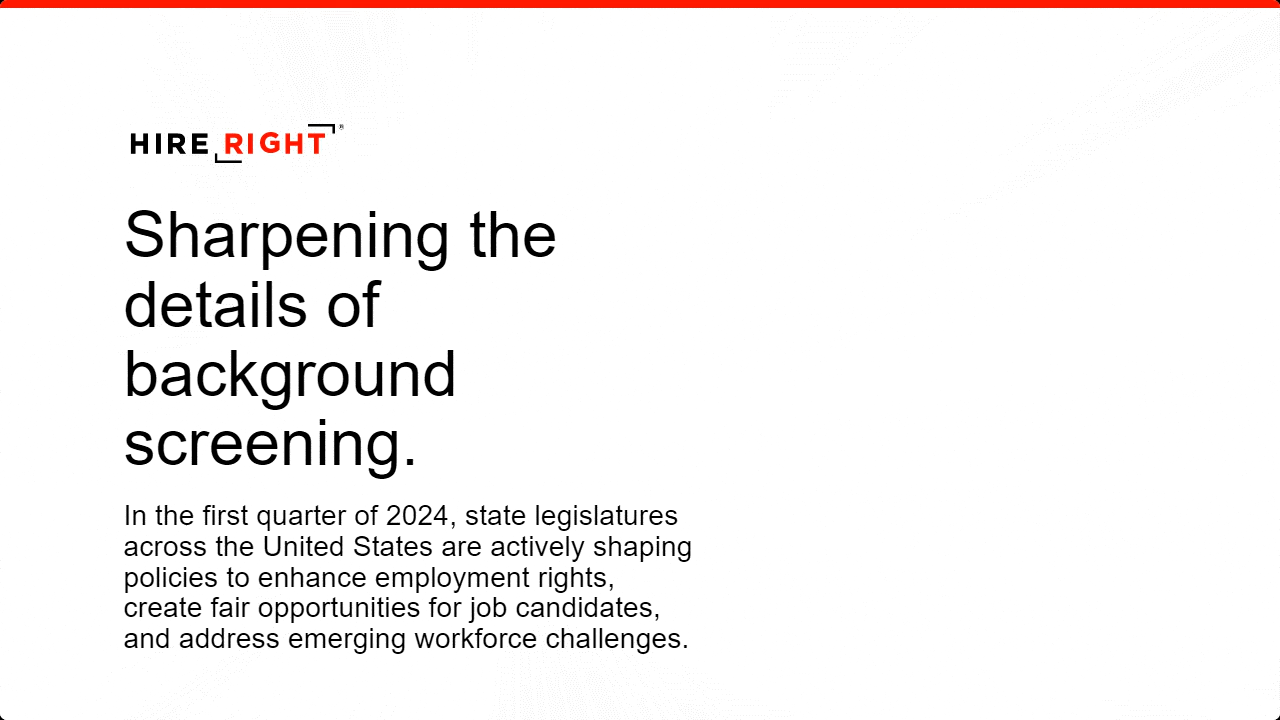 HIRE RIGHT®
Sharpening the
details of
background
screening.
In the first quarter of 2024, state legislatures
across the United States are actively shaping
policies to enhance employment rights,
create fair opportunities for job candidates,
and address emerging workforce challenges.